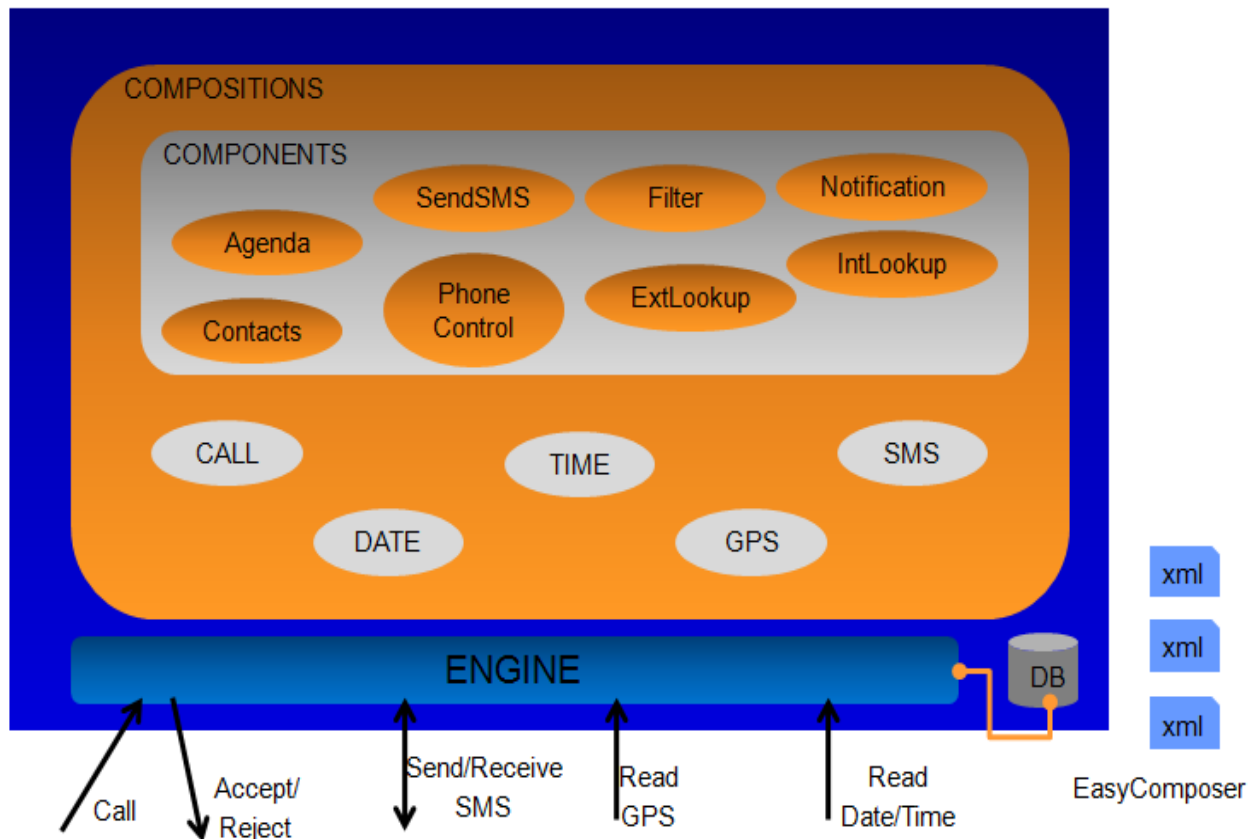 COMPOSITIONS
COMPONENTS
SendSMS
Filter
Notification
Agenda
IntLookup
Phone
Control
ExtLookup
Contacts
CALL
TIME
SMS
DATE
GPS
xml
xml
xml
ENGINE
DB
Call
Accept/
Reject
Send/Receive
SMS
Read
GPS
Read
Date/Time
EasyComposer